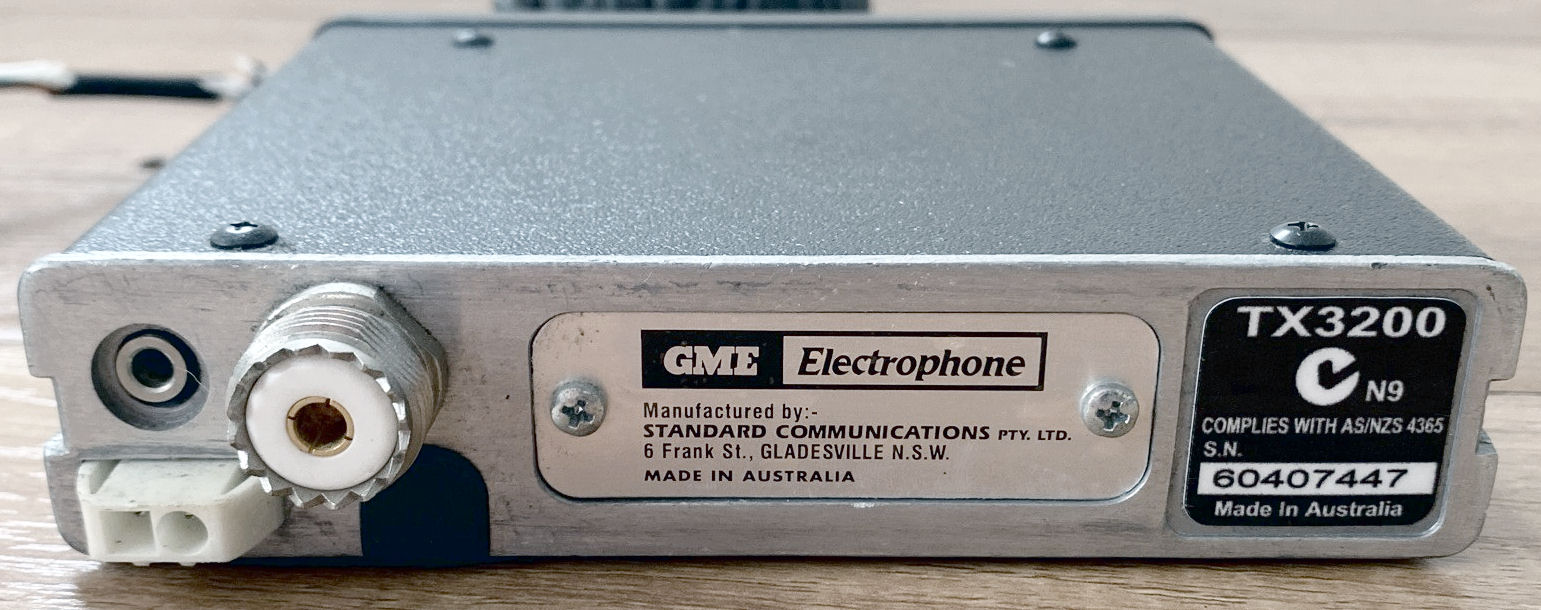 GME Electrophone
Manufactured by:-
STANDARD COMMUNICATIONS PTY. LTD.
6 Frank St., GLADESVILLE N.S.W.
MADE IN AUSTRALIA
TX3200
N9
COMPLIES WITH AS/NZS 4365
S.N.
60407447
Made In Australia